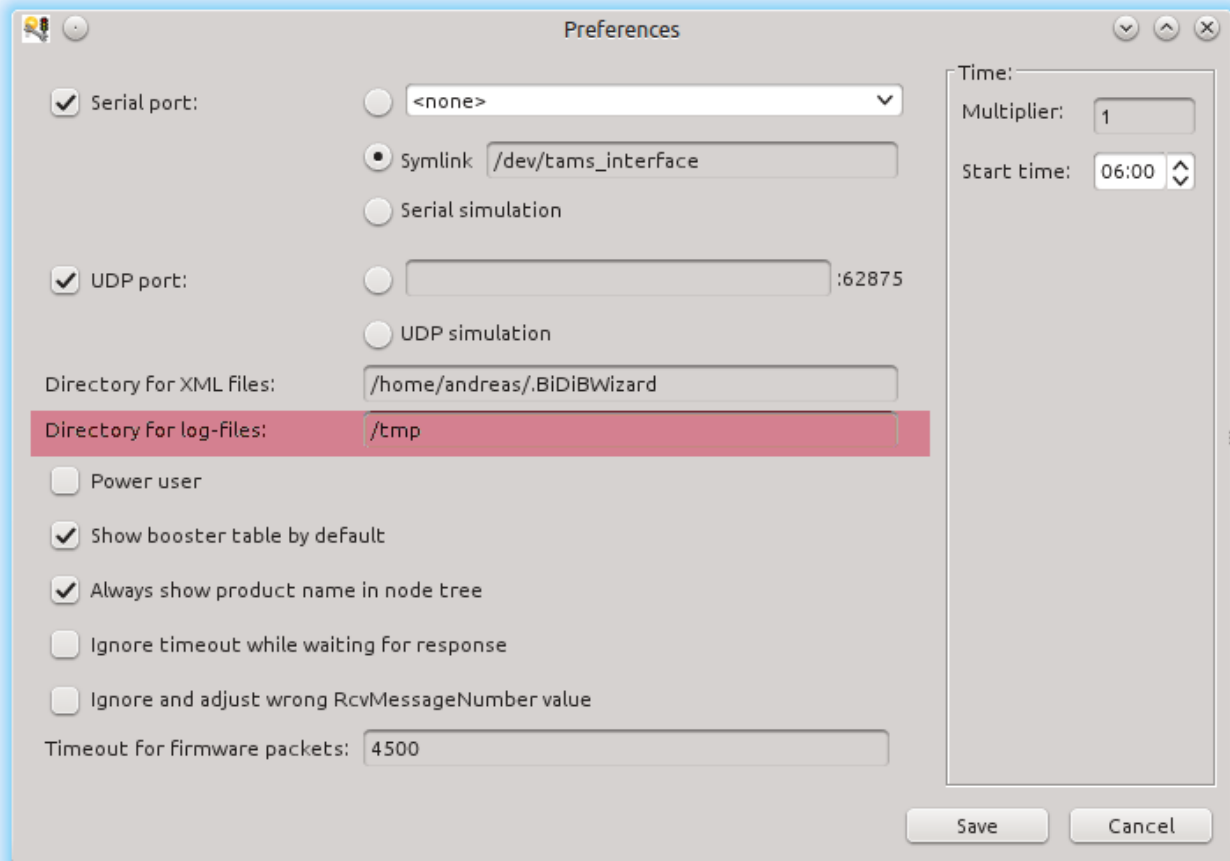 Preferences
Serial port:
<none>
Symlink /dev/tams_interface
Serial simulation
UDP port:
:62875
UDP simulation
Directory for XML files: /home/andreas/.BiDiBWizard
Directory for log-files: /tmp
Power user
Show booster table by default
Always show product name in node tree
Ignore timeout while waiting for response
Ignore and adjust wrong RcvMessageNumber value
Timeout for firmware packets: 4500
Time:
Multiplier: 1
Start time: 06:00
Save
Cancel